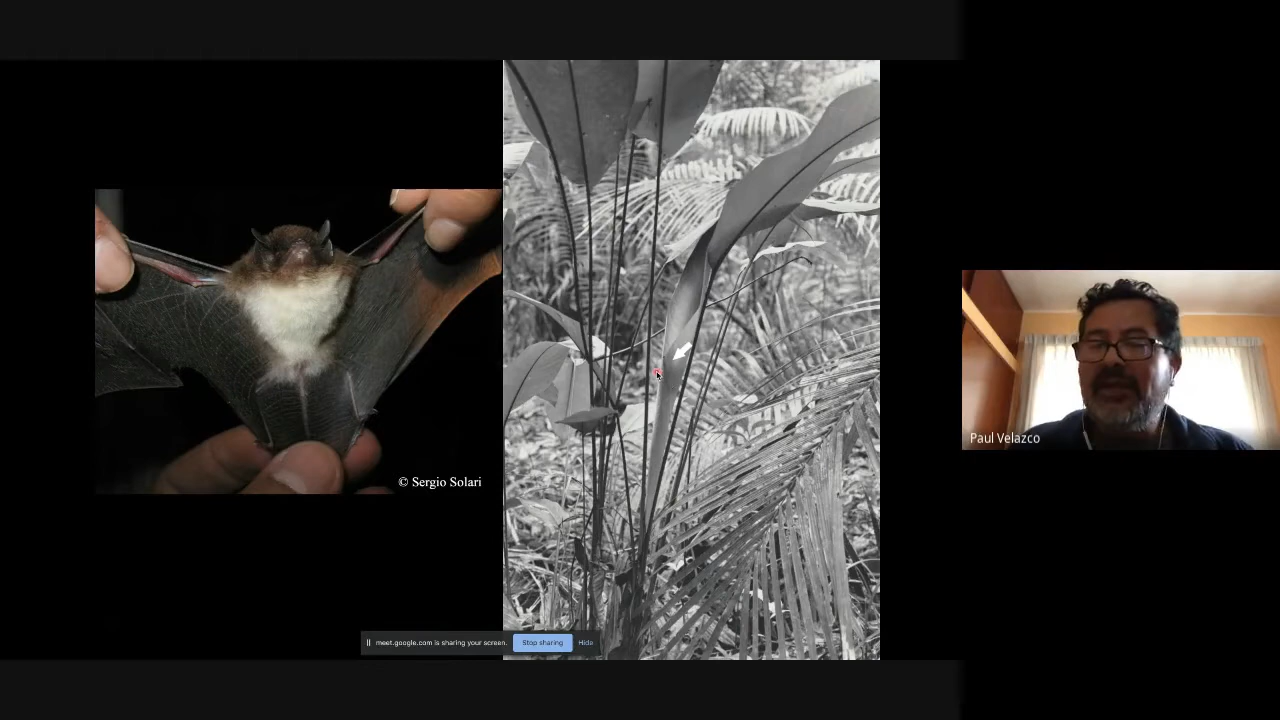 © Sergio Solari
Paul Velazco
meet.google.com is sharing your screen.
Stop sharing
Hide